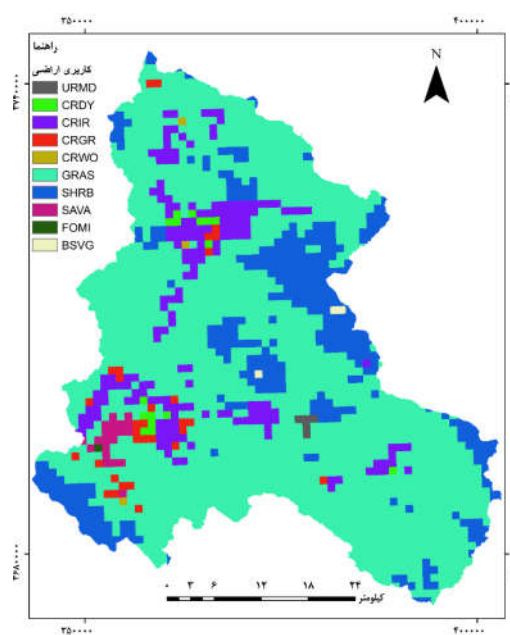 ۳۵۰۰۰۰ ۴۰۰۰۰۰
راهنما
کاربری اراضی
URMD
CRDY
CRIR
CRGR
CRWO
GRAS
SHRB
SAVA
FOMI
BSVG
N
۳۷۴۰۰۰۰
۳۶۸۰۰۰۰
۰ ۳ ۶ ۱۲ ۱۸ ۲۴
کیلومتر
۳۵۰۰۰۰ ۴۰۰۰۰۰